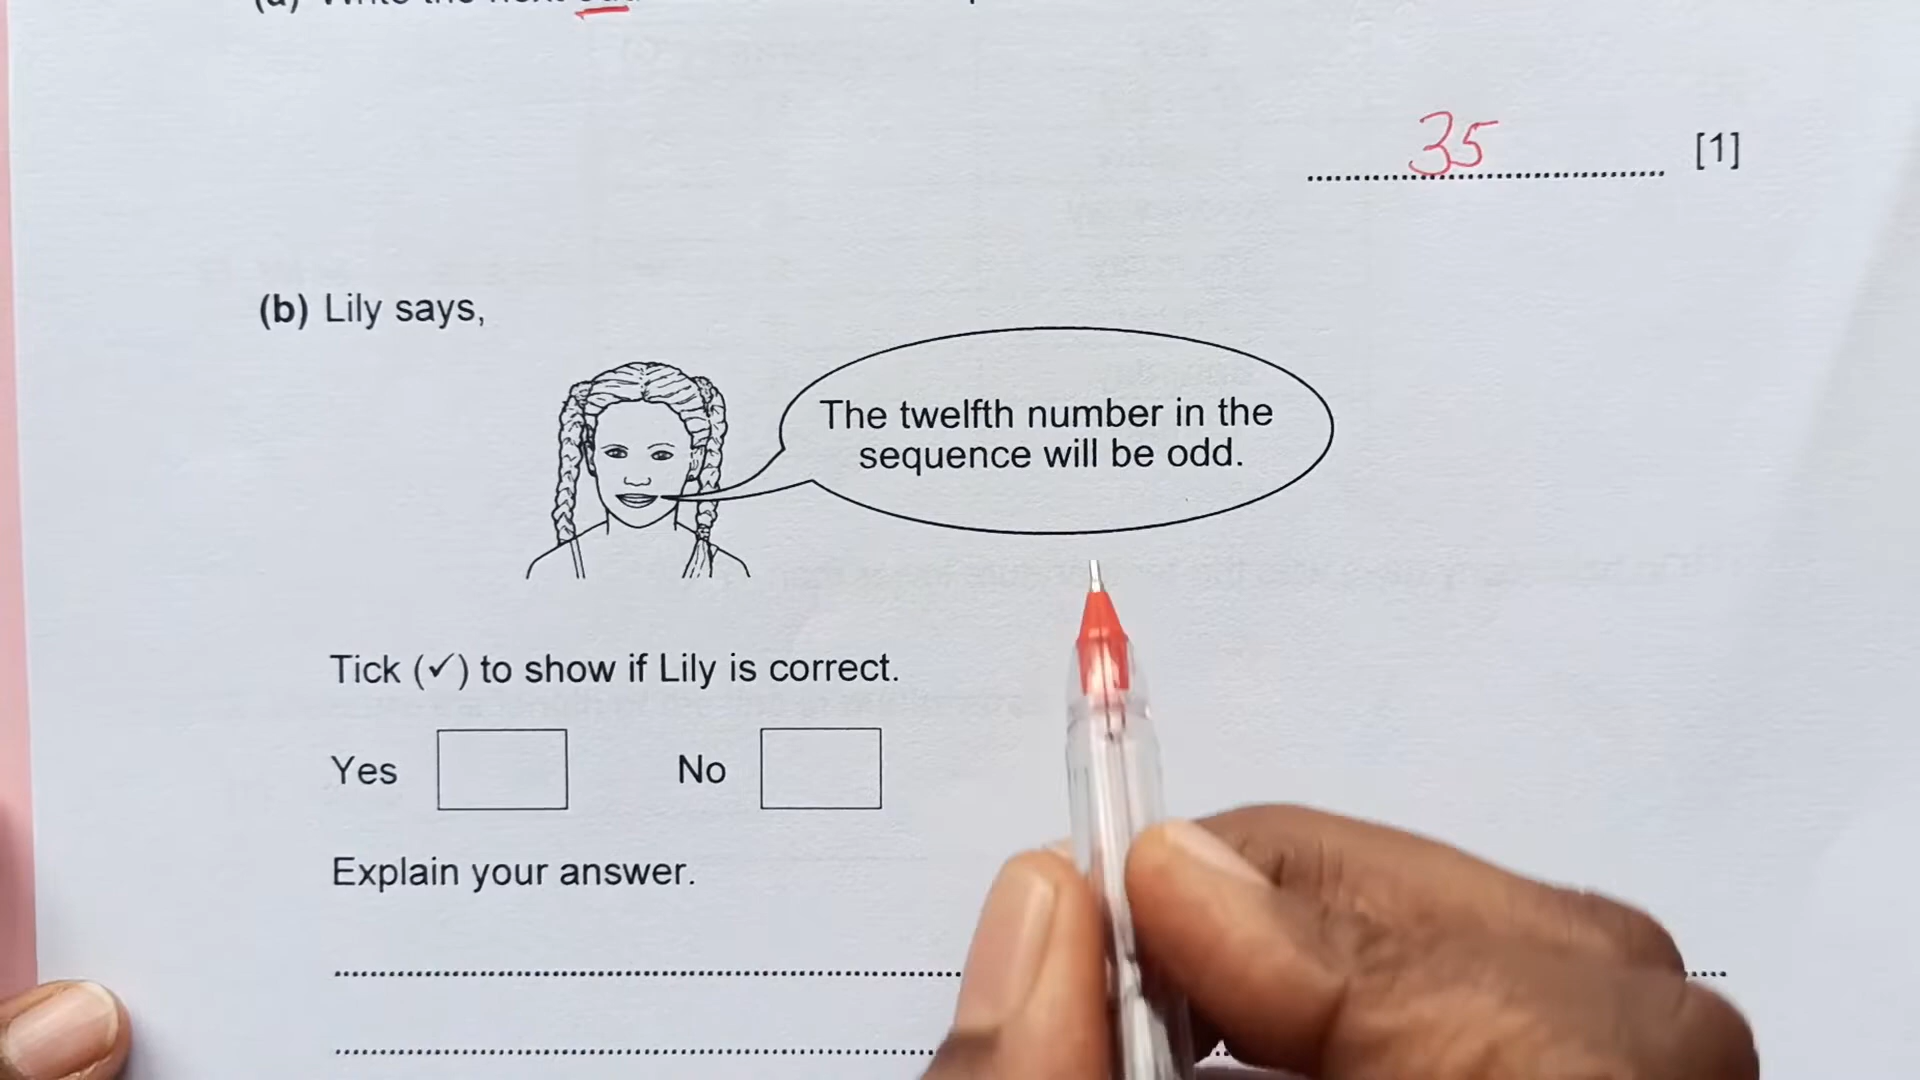 35 [1]
(b) Lily says,
The twelfth number in the
sequence will be odd.
Tick (✓) to show if Lily is correct.
Yes No
Explain your answer.